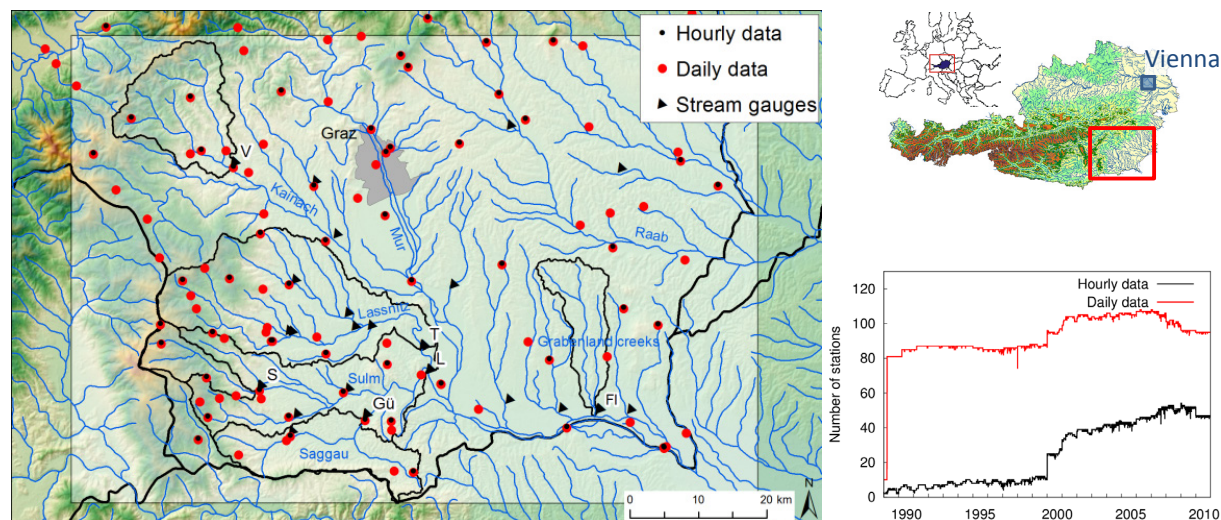 Hourly data
Daily data
Stream gauges
Graz
V
Kainach
Mur
Raab
Lassnitz
T
L
Grabenland creeks
S
Sulm
Gü
Fl
Saggau
N
0 10 20 km
Vienna
Number of stations
120
100
80
60
40
20
0
Hourly data
Daily data
1990 1995 2000 2005 2010